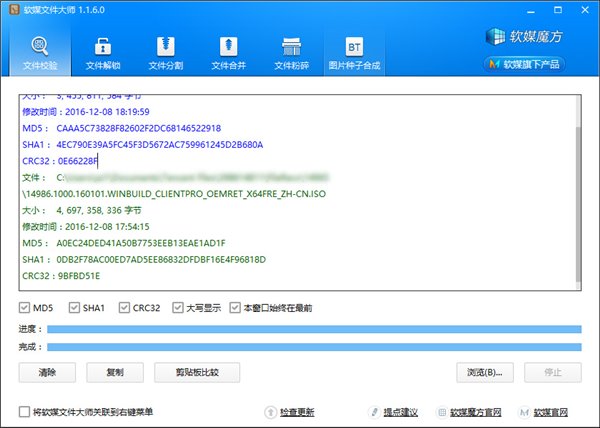 软媒文件大师 1.1.6.0
文件校验
文件解锁
文件分割
文件合并
文件粉碎
BT
图片种子合成
软媒魔方
软媒旗下产品
大小： 3, 455, 811, 584 字节
修改时间：2016-12-08 18:19:59
MD5： CAAA5C73828F82602F2DC68146522918
SHA1： 4EC790E39A5FC45F3D5672AC759961245D2B680A
CRC32：0E66228F
文件： C:
\14986.1000.160101.WINBUILD_CLIENTPRO_OEMRET_X64FRE_ZH-CN.ISO
大小： 4, 697, 358, 336 字节
修改时间：2016-12-08 17:54:15
MD5： A0EC24DED41A50B7753EEB13EAE1AD1F
SHA1： 0DB2F78AC00ED7AD5EE86832DFDBF16E4F96818D
CRC32：9BFBD51E
MD5 SHA1 CRC32 大写显示 本窗口始终在最前
进度：
完成：
清除 复制 剪贴板比较 浏览(B)... 停止
将软媒文件大师关联到右键菜单 检查更新 提点建议 软媒魔方官网 软媒官网